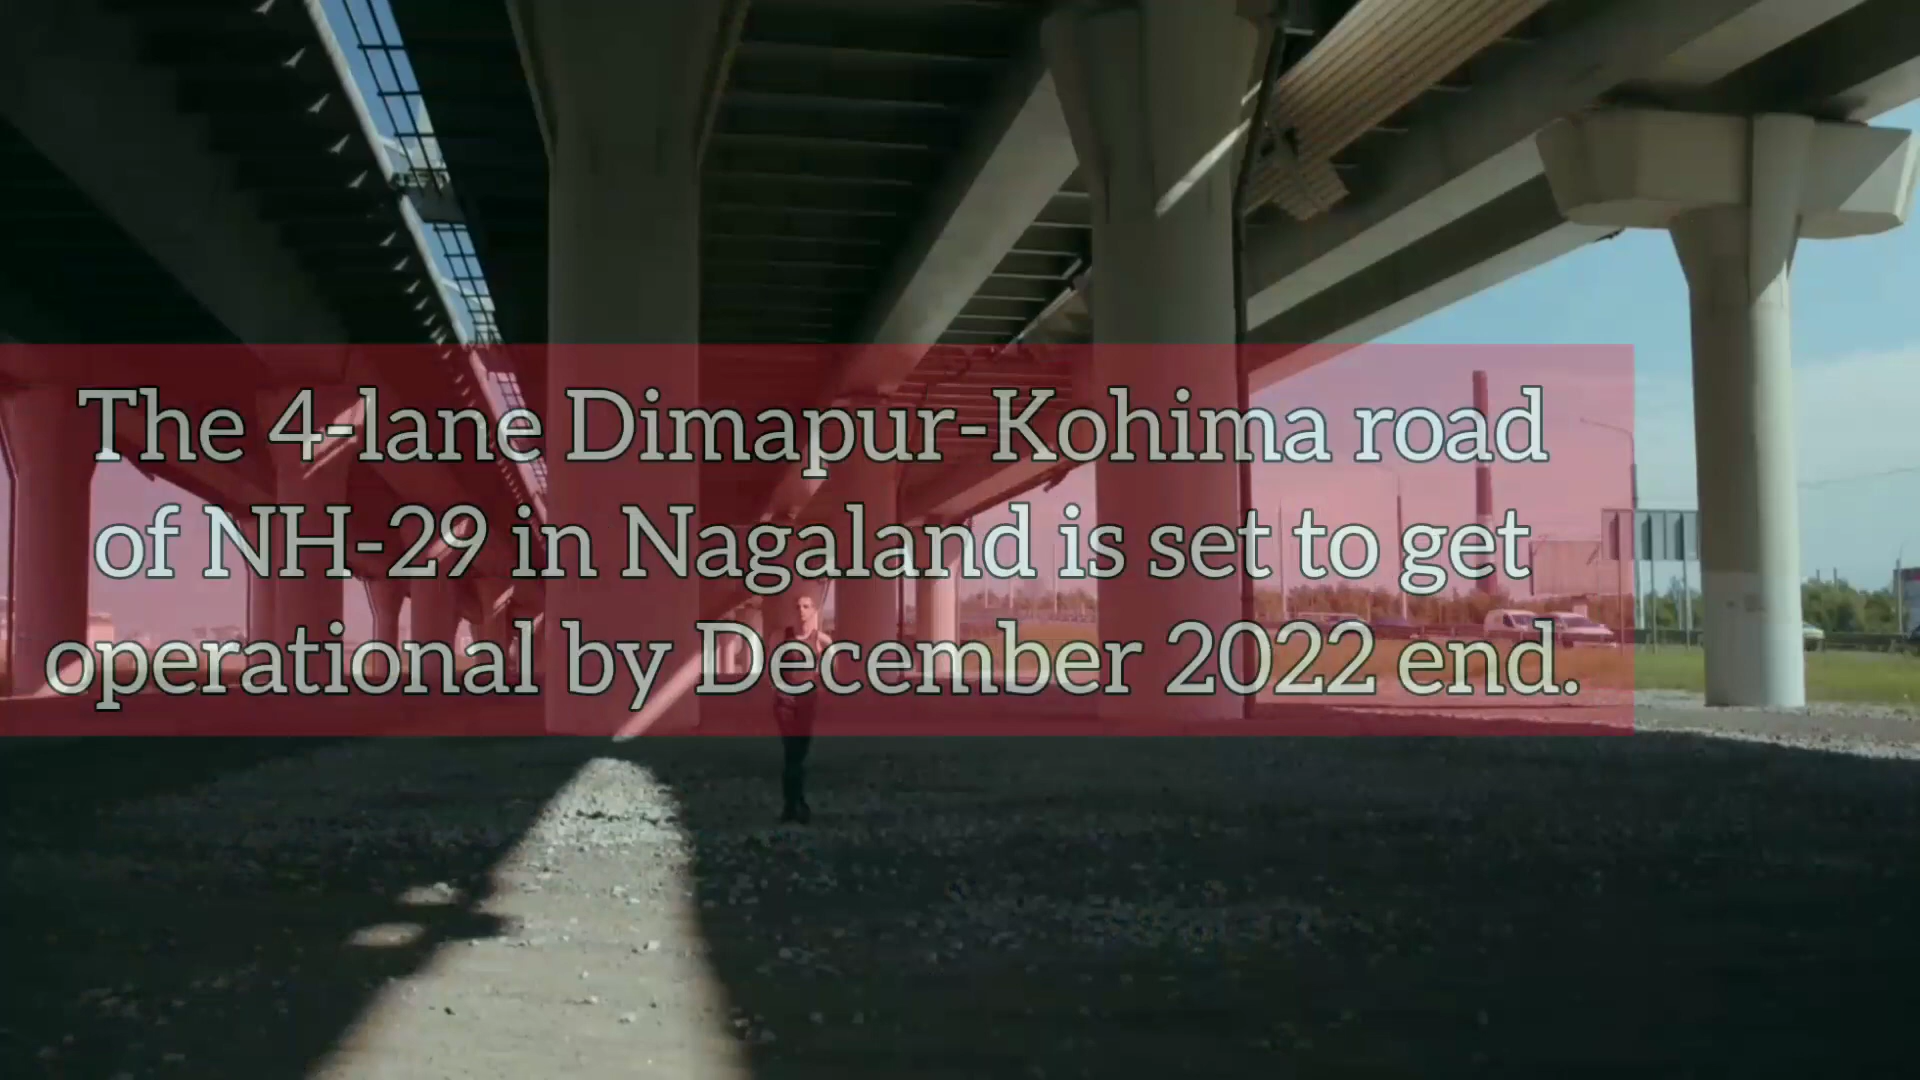 The 4-lane Dimapur-Kohima road
of NH-29 in Nagaland is set to get
operational by December 2022 end.